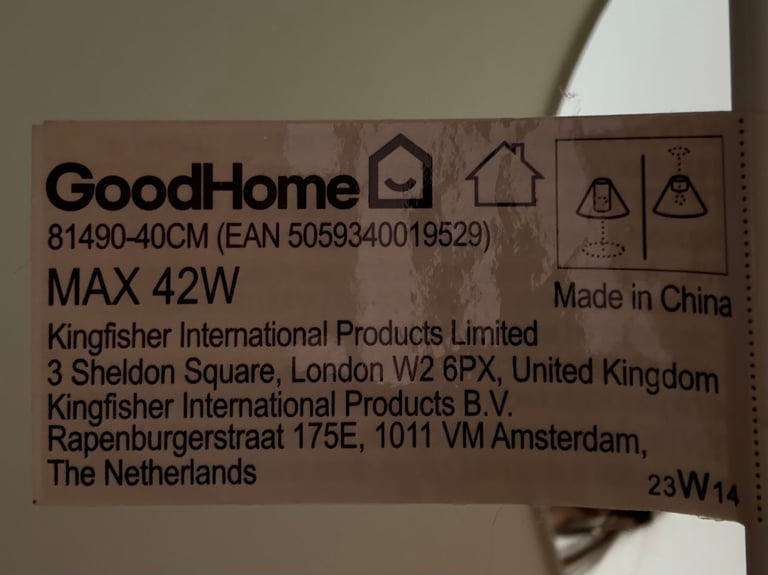 GoodHome
81490-40CM (EAN 5059340019529)
MAX 42W
Made in China
Kingfisher International Products Limited
3 Sheldon Square, London W2 6PX, United Kingdom
Kingfisher International Products B.V.
Rapenburgerstraat 175E, 1011 VM Amsterdam,
The Netherlands
23W14